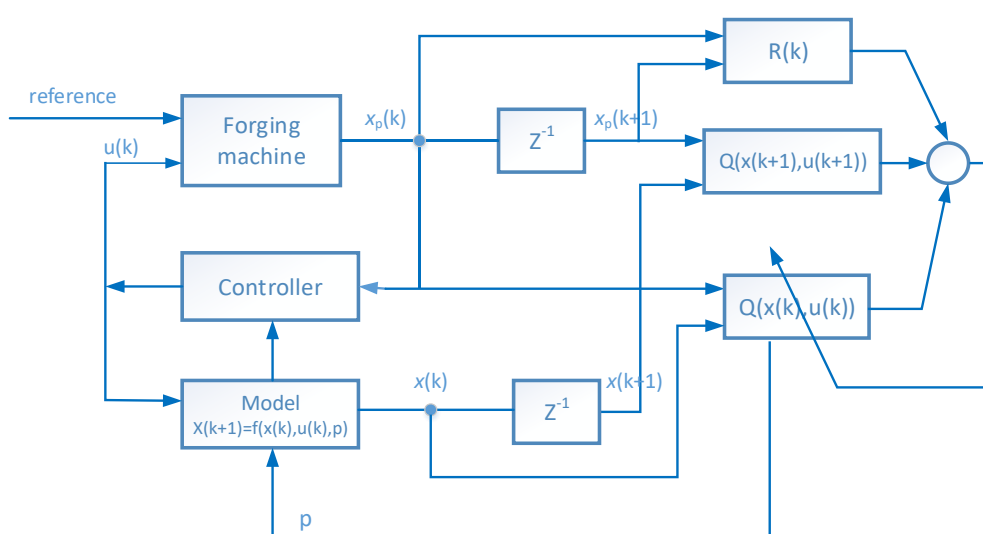 R(k)
reference
Forging
machine
xₚ(k)
Z⁻¹
xₚ(k+1)
u(k)
Q(x(k+1),u(k+1))
Controller
Q(x(k),u(k))
Model
X(k+1)=f(x(k),u(k),p)
x(k)
Z⁻¹
x(k+1)
p